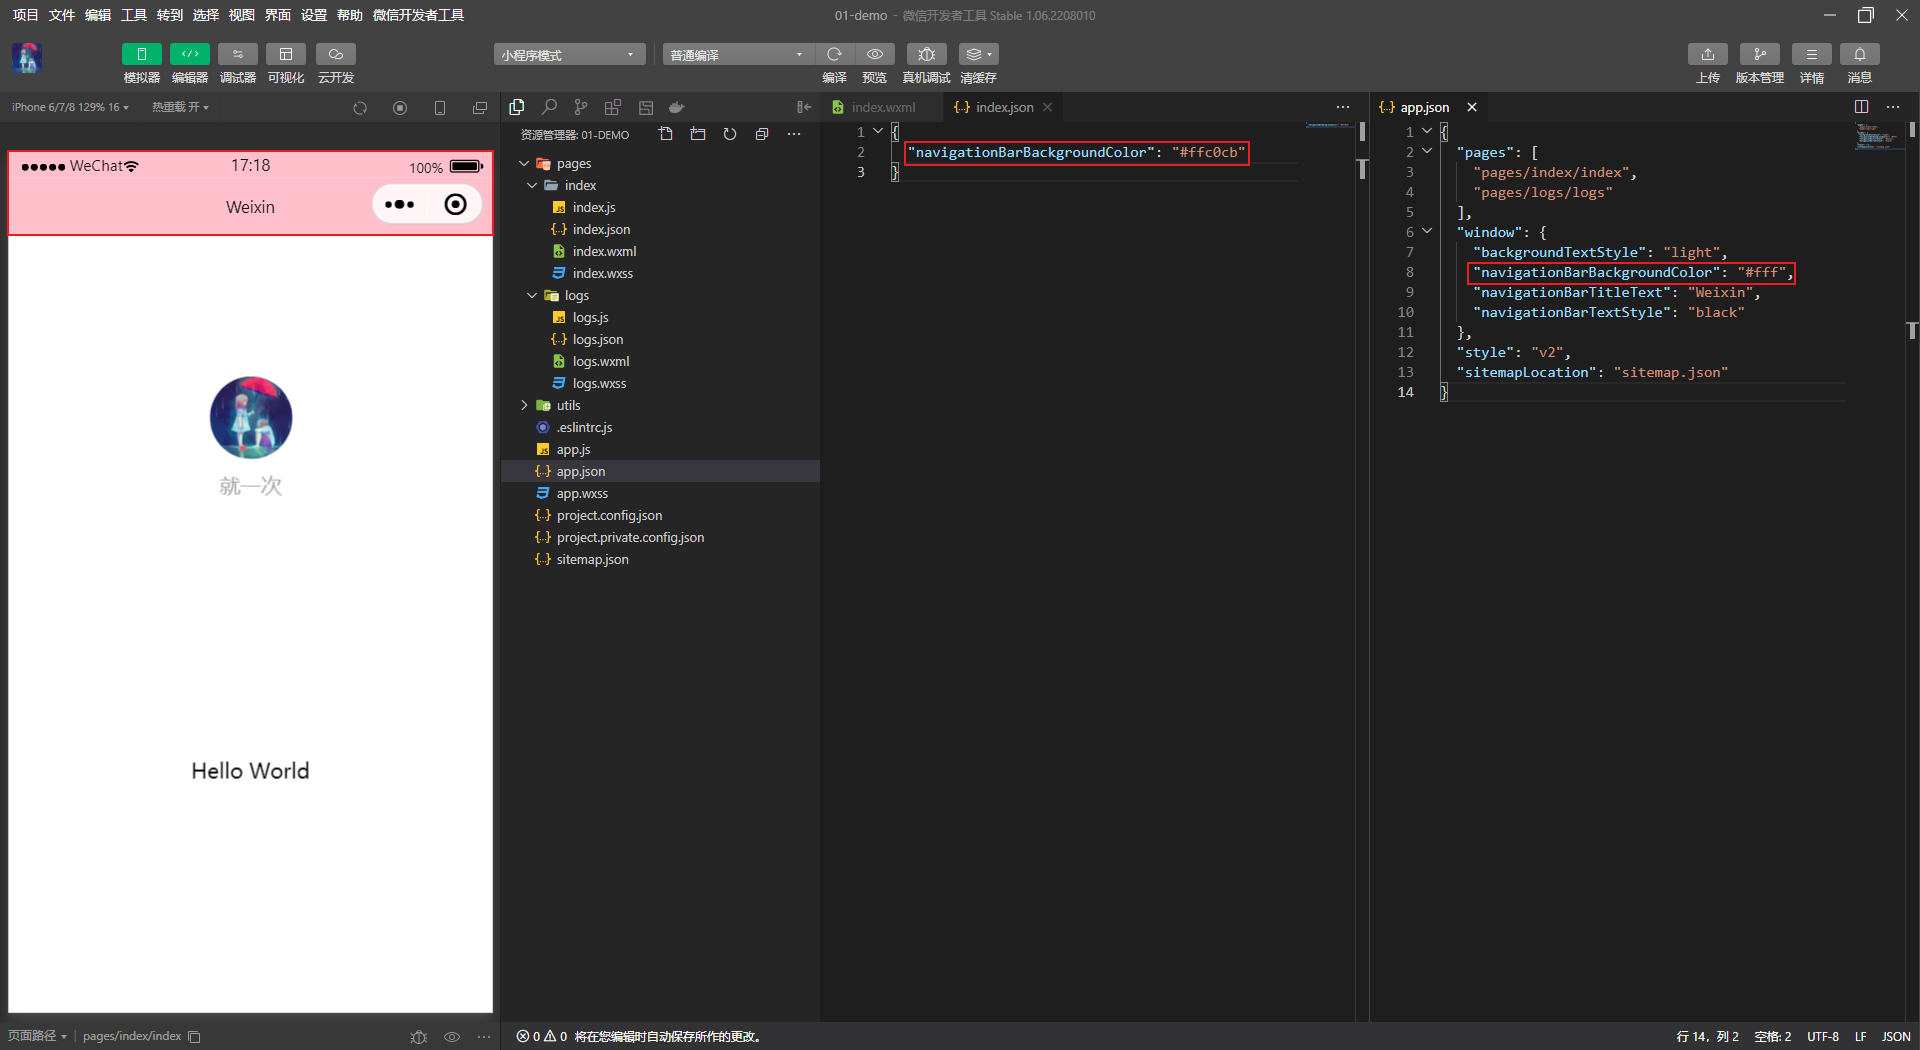 项目 文件 编辑 工具 转到 选择 视图 界面 设置 帮助 微信开发者工具
01-demo - 微信开发者工具 Stable 1.06.2208010
小程序模式
普通编译
模拟器 编辑器 调试器 可视化 云开发
编译 预览 真机调试 清缓存
上传 版本管理 详情 消息
iPhone 6/7/8 129% 16
热重载 开
WeChat
17:18
100%
Weixin
就一次
Hello World
页面路径
pages/index/index
资源管理器: 01-DEMO
pages
index
index.js
index.json
index.wxml
index.wxss
logs
logs.js
logs.json
logs.wxml
logs.wxss
utils
.eslintrc.js
app.js
app.json
app.wxss
project.config.json
project.private.config.json
sitemap.json
index.wxml
index.json
1 {
2 "navigationBarBackgroundColor": "#ffc0cb"
3 }
app.json
1 {
2 "pages": [
3 "pages/index/index",
4 "pages/logs/logs"
5 ],
6 "window": {
7 "backgroundTextStyle": "light",
8 "navigationBarBackgroundColor": "#fff",
9 "navigationBarTitleText": "Weixin",
10 "navigationBarTextStyle": "black"
11 },
12 "style": "v2",
13 "sitemapLocation": "sitemap.json"
14 }
0 0 将在您编辑时自动保存所作的更改。
行 14，列 2 空格: 2 UTF-8 LF JSON